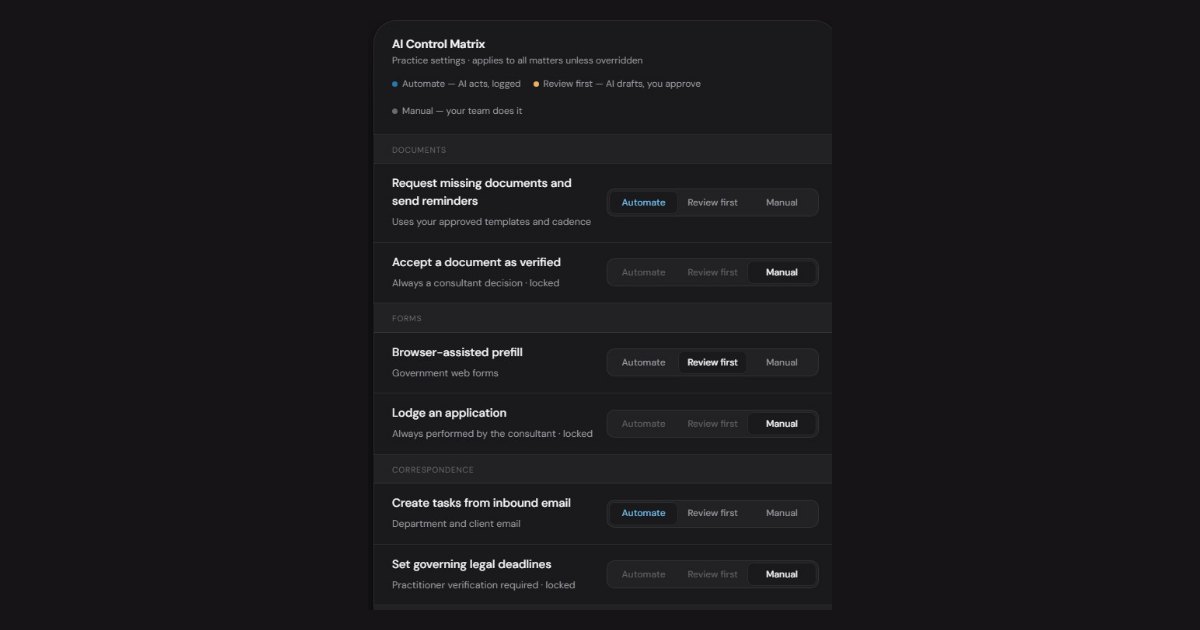 AI Control Matrix
Practice settings · applies to all matters unless overridden
Automate — AI acts, logged
Review first — AI drafts, you approve
Manual — your team does it
DOCUMENTS
Request missing documents and
send reminders
Uses your approved templates and cadence
Automate Review first Manual
Accept a document as verified
Always a consultant decision · locked
Automate Review first Manual
FORMS
Browser-assisted prefill
Government web forms
Automate Review first Manual
Lodge an application
Always performed by the consultant · locked
Automate Review first Manual
CORRESPONDENCE
Create tasks from inbound email
Department and client email
Automate Review first Manual
Set governing legal deadlines
Practitioner verification required · locked
Automate Review first Manual